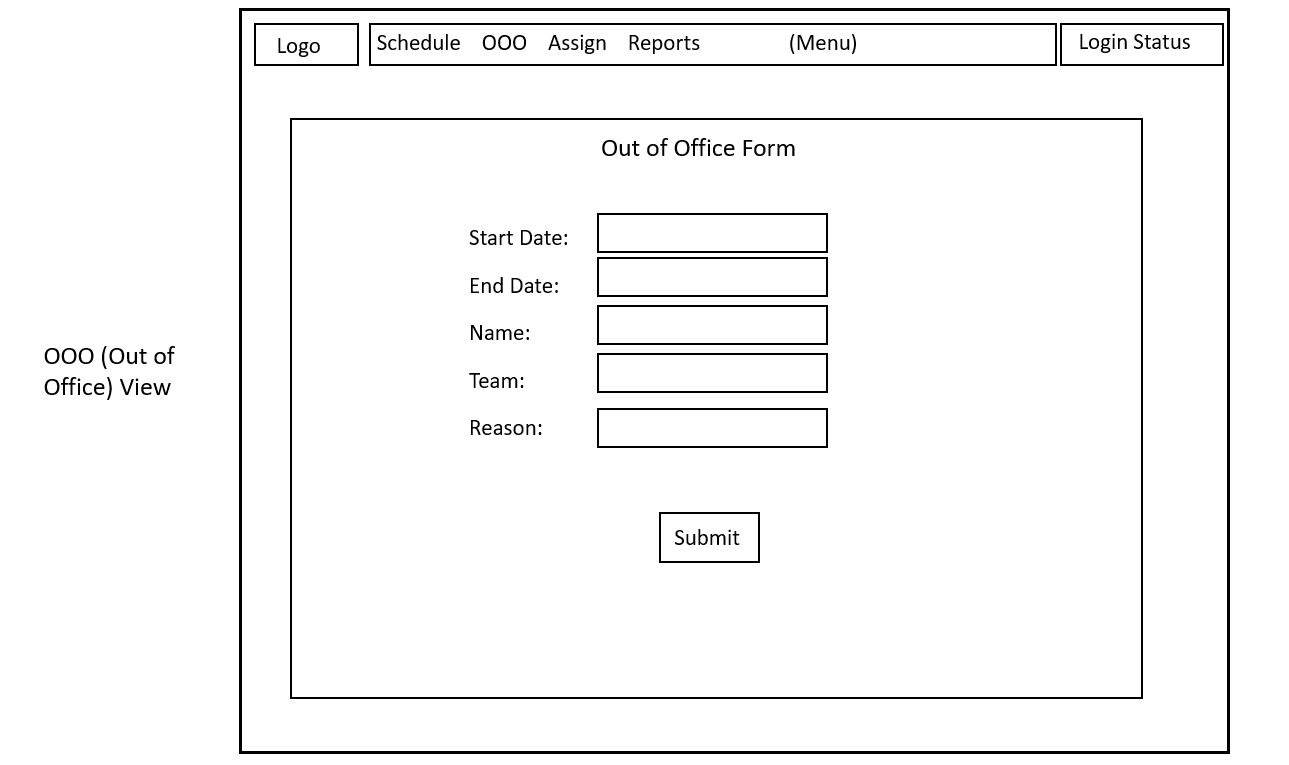 Logo
Schedule OOO Assign Reports (Menu)
Login Status
Out of Office Form
Start Date:
End Date:
Name:
Team:
Reason:
Submit
OOO (Out of
Office) View